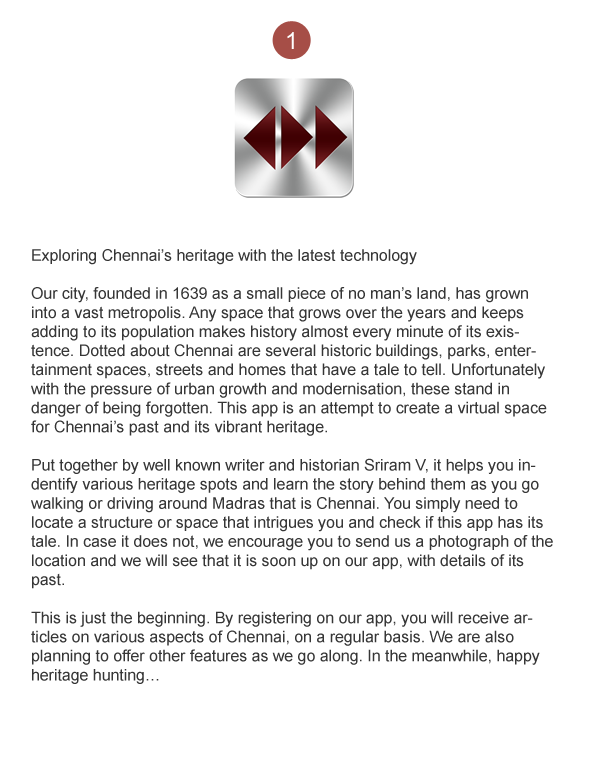 1
Exploring Chennai’s heritage with the latest technology
Our city, founded in 1639 as a small piece of no man’s land, has grown
into a vast metropolis. Any space that grows over the years and keeps
adding to its population makes history almost every minute of its exis-
tence. Dotted about Chennai are several historic buildings, parks, enter-
tainment spaces, streets and homes that have a tale to tell. Unfortunately
with the pressure of urban growth and modernisation, these stand in
danger of being forgotten. This app is an attempt to create a virtual space
for Chennai’s past and its vibrant heritage.
Put together by well known writer and historian Sriram V, it helps you in-
dentify various heritage spots and learn the story behind them as you go
walking or driving around Madras that is Chennai. You simply need to
locate a structure or space that intrigues you and check if this app has its
tale. In case it does not, we encourage you to send us a photograph of the
location and we will see that it is soon up on our app, with details of its
past.
This is just the beginning. By registering on our app, you will receive ar-
ticles on various aspects of Chennai, on a regular basis. We are also
planning to offer other features as we go along. In the meanwhile, happy
heritage hunting…